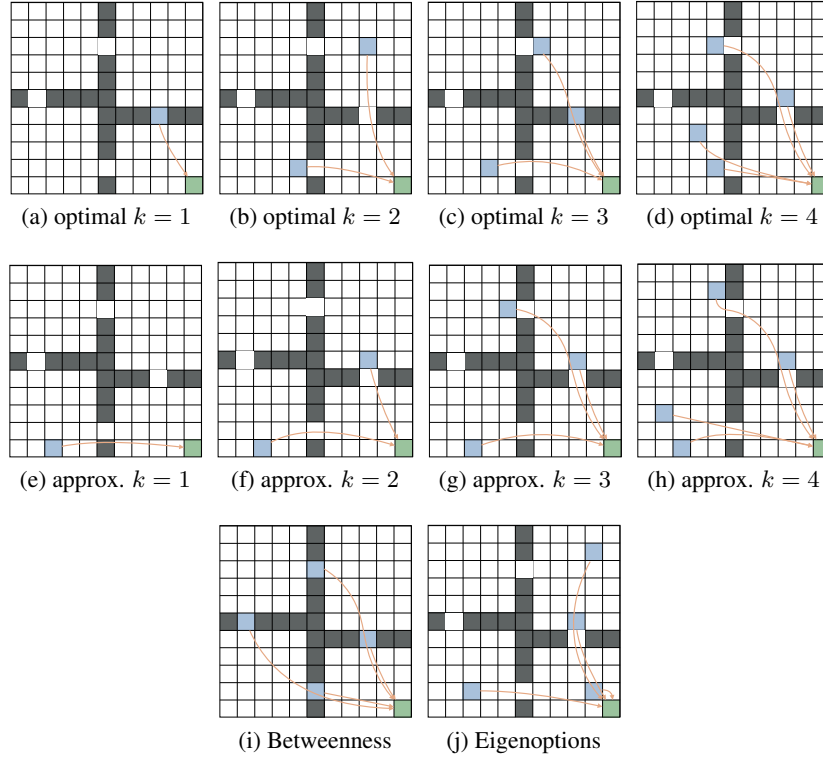 (a) optimal k = 1
(b) optimal k = 2
(c) optimal k = 3
(d) optimal k = 4
(e) approx. k = 1
(f) approx. k = 2
(g) approx. k = 3
(h) approx. k = 4
(i) Betweenness
(j) Eigenoptions